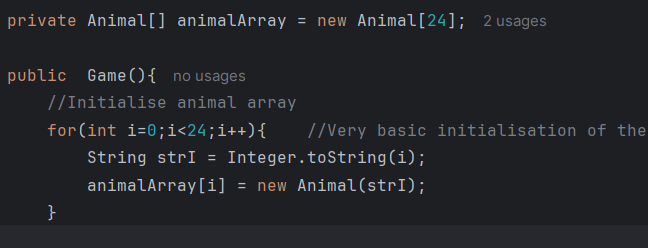 private Animal[] animalArray = new Animal[24]; 2 usages
public  Game(){ no usages
    //Initialise animal array
    for(int i=0;i<24;i++){    //Very basic initialisation of the
        String strI = Integer.toString(i);
        animalArray[i] = new Animal(strI);
    }